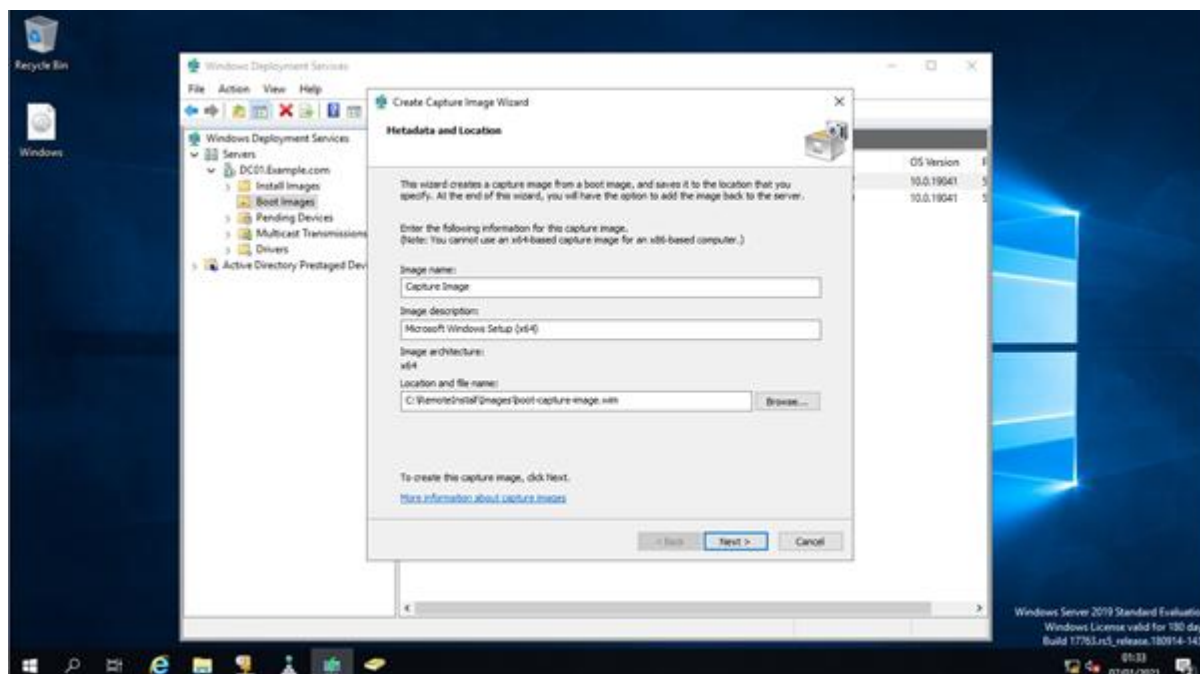 Recycle Bin
Windows
Windows Deployment Services
File Action View Help
Windows Deployment Services
Servers
DC01.Example.com
Install Images
Boot Images
Pending Devices
Multicast Transmissions
Drivers
Active Directory Prestaged Devi
OS Version
10.0.19041
10.0.19041
Create Capture Image Wizard
Metadata and Location
This wizard creates a capture image from a boot image, and saves it to the location that you
specify. At the end of this wizard, you will have the option to add the image back to the server.
Enter the following information for this capture image.
(Note: You cannot use an x64-based capture image for an x86-based computer.)
Image name:
Capture Image
Image description:
Microsoft Windows Setup (x64)
Image architecture:
x64
Location and file name:
C:\RemoteInstall\Images\boot-capture-image.wim
Browse...
To create this capture image, click Next.
More information about capture images
< Back Next > Cancel
Windows Server 2019 Standard Evaluatio
Windows License valid for 180 day
Build 17763.rs5_release.180914-143
01:33